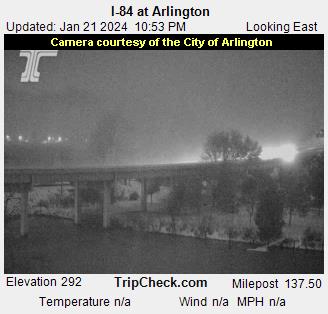 I-84 at Arlington
Updated: Jan 21 2024 10:53 PM Looking East
Camera courtesy of the City of Arlington
Elevation 292 TripCheck.com Milepost 137.50
Temperature n/a Wind n/a MPH n/a